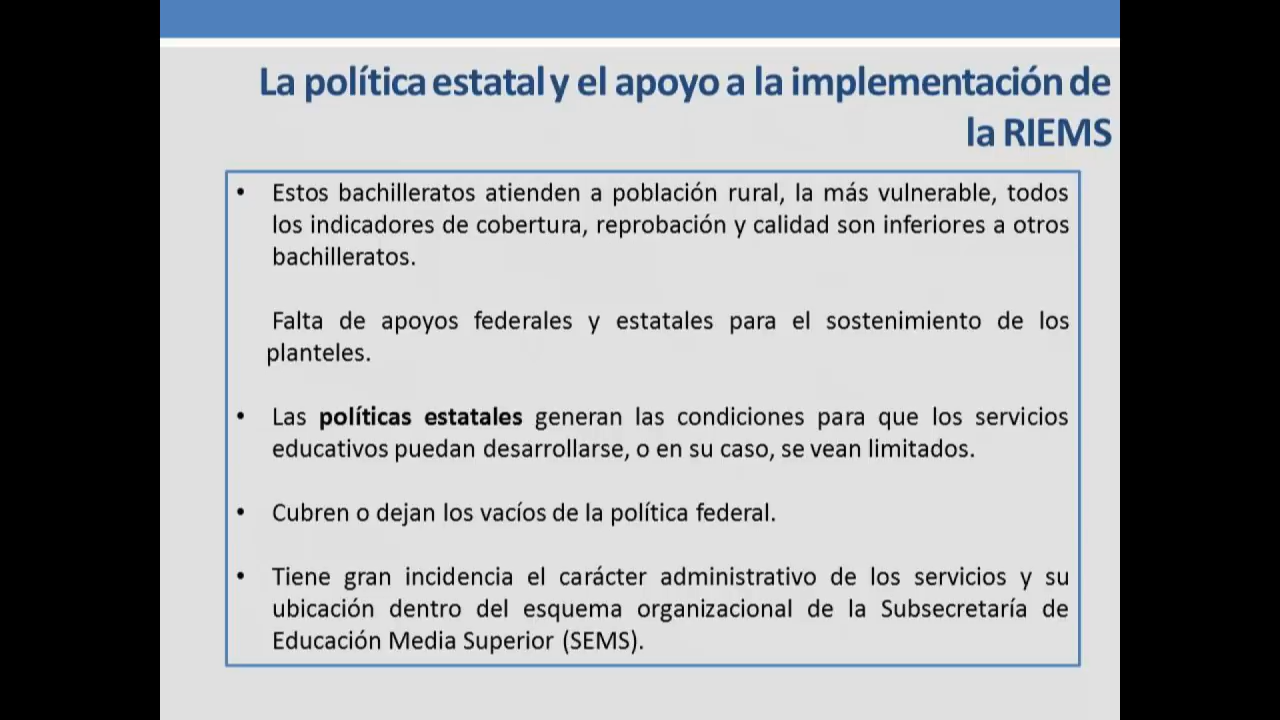 La política estatal y el apoyo a la implementación de
la RIEMS
• Estos bachilleratos atienden a población rural, la más vulnerable, todos
los indicadores de cobertura, reprobación y calidad son inferiores a otros
bachilleratos.
Falta de apoyos federales y estatales para el sostenimiento de los
planteles.
• Las políticas estatales generan las condiciones para que los servicios
educativos puedan desarrollarse, o en su caso, se vean limitados.
• Cubren o dejan los vacíos de la política federal.
• Tiene gran incidencia el carácter administrativo de los servicios y su
ubicación dentro del esquema organizacional de la Subsecretaría de
Educación Media Superior (SEMS).